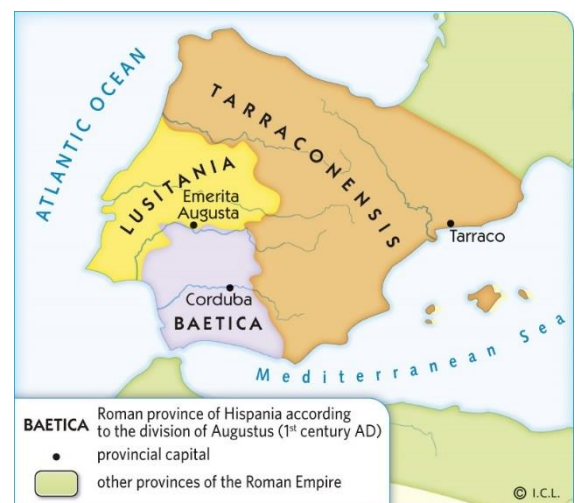 ATLANTIC OCEAN
TARRACONENSIS
LUSITANIA
Emerita
Augusta
Tarraco
Corduba
BAETICA
Mediterranean Sea
BAETICA Roman province of Hispania according
to the division of Augustus (1st century AD)
• provincial capital
other provinces of the Roman Empire
© I.C.L.